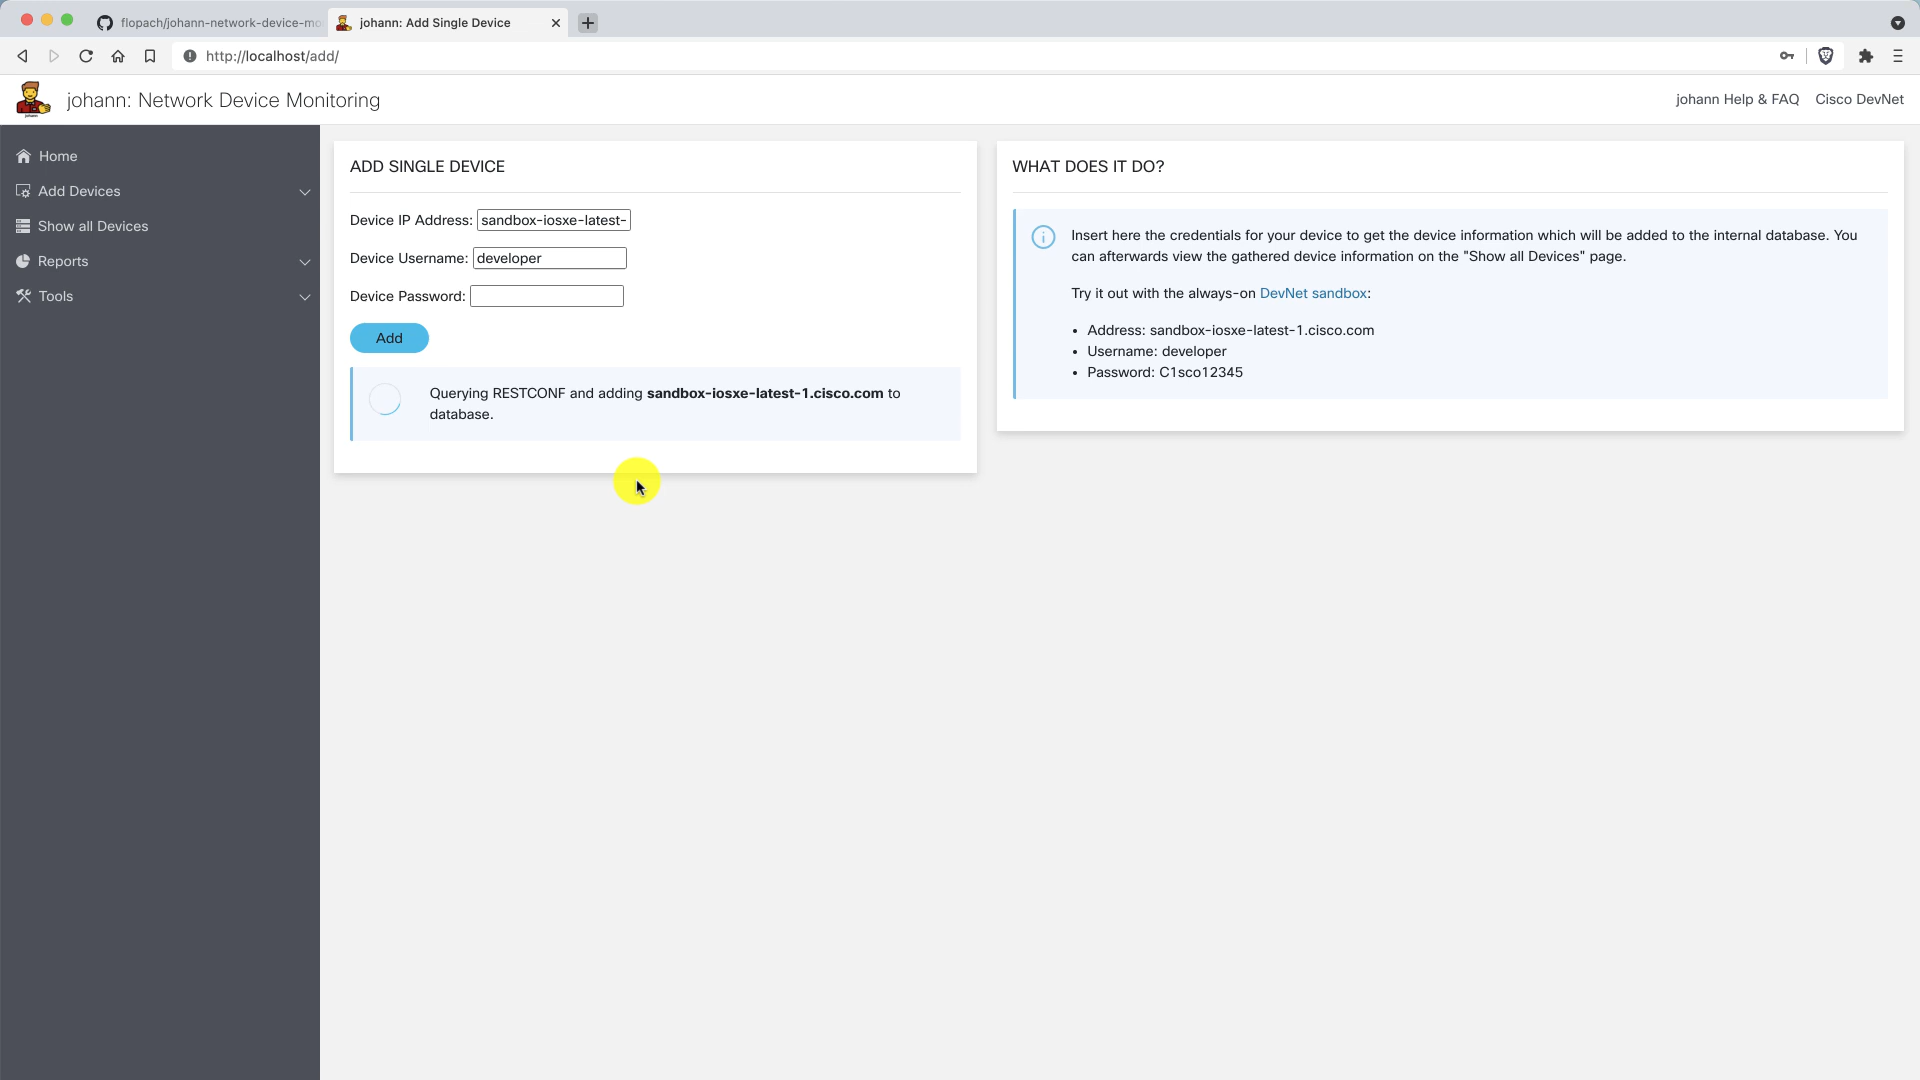 flopach/johann-network-device-mo
johann: Add Single Device
http://localhost/add/
johann
johann: Network Device Monitoring
johann Help & FAQ
Cisco DevNet
Home
Add Devices
Show all Devices
Reports
Tools
ADD SINGLE DEVICE
Device IP Address: sandbox-iosxe-latest-
Device Username: developer
Device Password:
Add
Querying RESTCONF and adding sandbox-iosxe-latest-1.cisco.com to
database.
WHAT DOES IT DO?
Insert here the credentials for your device to get the device information which will be added to the internal database. You
can afterwards view the gathered device information on the "Show all Devices" page.
Try it out with the always-on DevNet sandbox:
• Address: sandbox-iosxe-latest-1.cisco.com
• Username: developer
• Password: C1sco12345